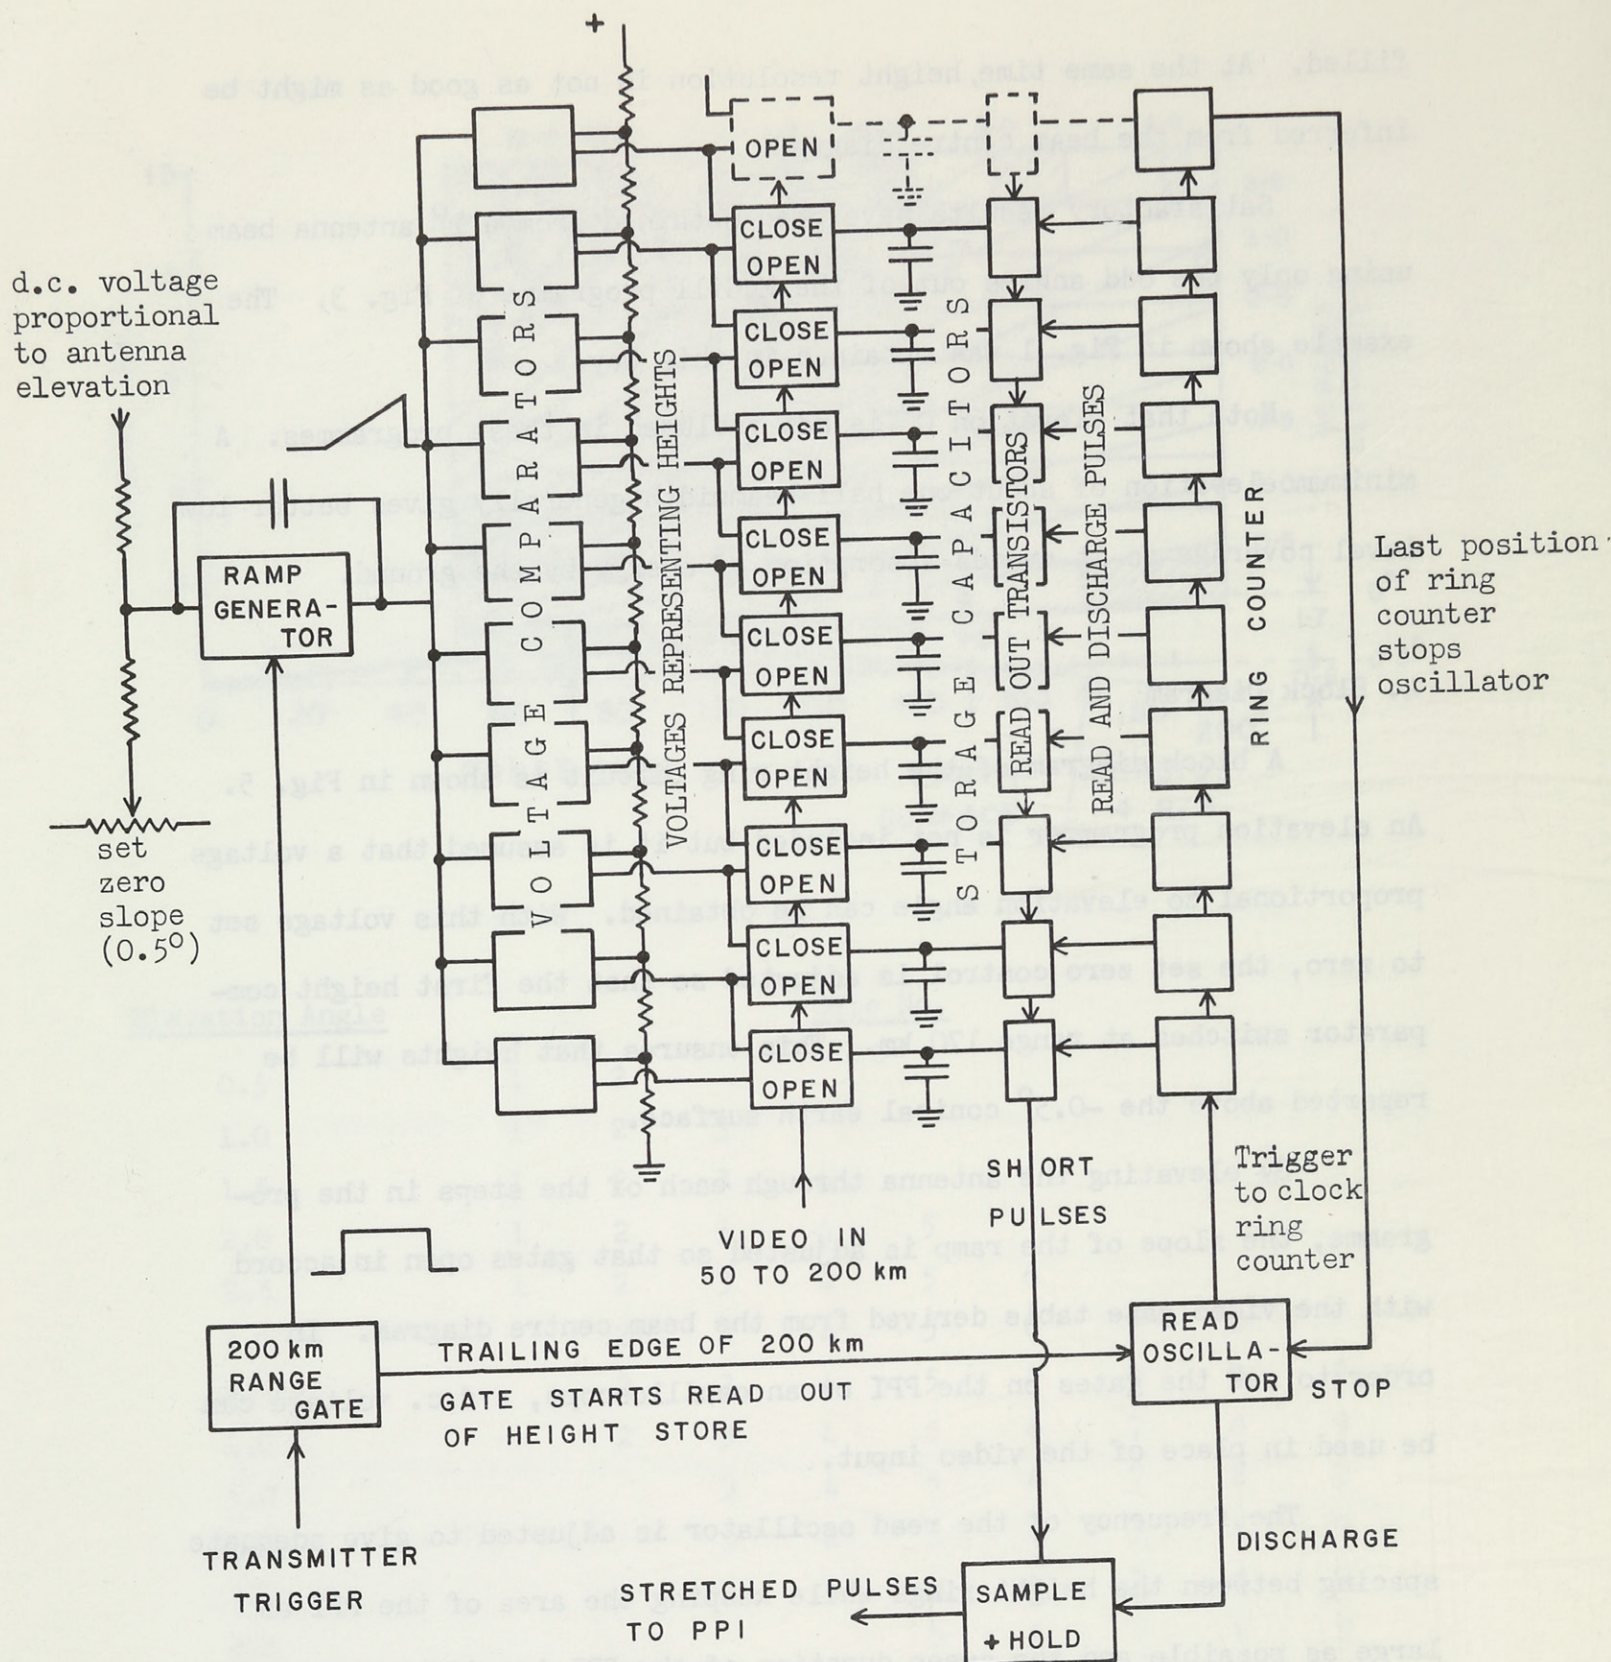 +
OPEN
CLOSE
OPEN
CLOSE
OPEN
CLOSE
OPEN
CLOSE
OPEN
CLOSE
OPEN
CLOSE
OPEN
CLOSE
OPEN
CLOSE
OPEN
CLOSE
OPEN
d.c. voltage
proportional
to antenna
elevation
RAMP
GENERA-
TOR
set
zero
slope
(0.5°)
VOLTAGE COMPARATORS
VOLTAGES REPRESENTING HEIGHTS
STORAGE CAPACITORS
READ OUT TRANSISTORS
READ AND DISCHARGE PULSES
RING COUNTER
Last position
of ring
counter
stops
oscillator
VIDEO IN
50 TO 200 km
SHORT
PULSES
Trigger
to clock
ring
counter
200 km
RANGE
GATE
TRAILING EDGE OF 200 km
GATE STARTS READ OUT
OF HEIGHT STORE
READ
OSCILLA-
TOR
STOP
TRANSMITTER
TRIGGER
STRETCHED PULSES
TO PPI
SAMPLE
+ HOLD
DISCHARGE